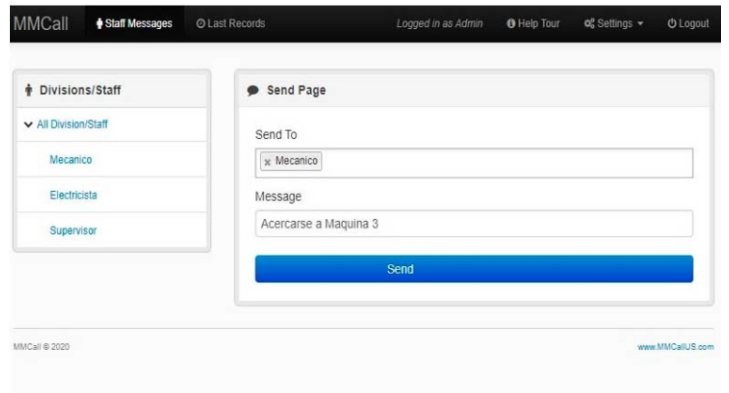 MMCall Staff Messages Last Records Logged in as Admin Help Tour Settings Logout
Divisions/Staff
All Division/Staff
Mecanico
Electricista
Supervisor
Send Page
Send To
x Mecanico
Message
Acercarse a Maquina 3
Send
MMCall © 2020
www.MMCallUS.com